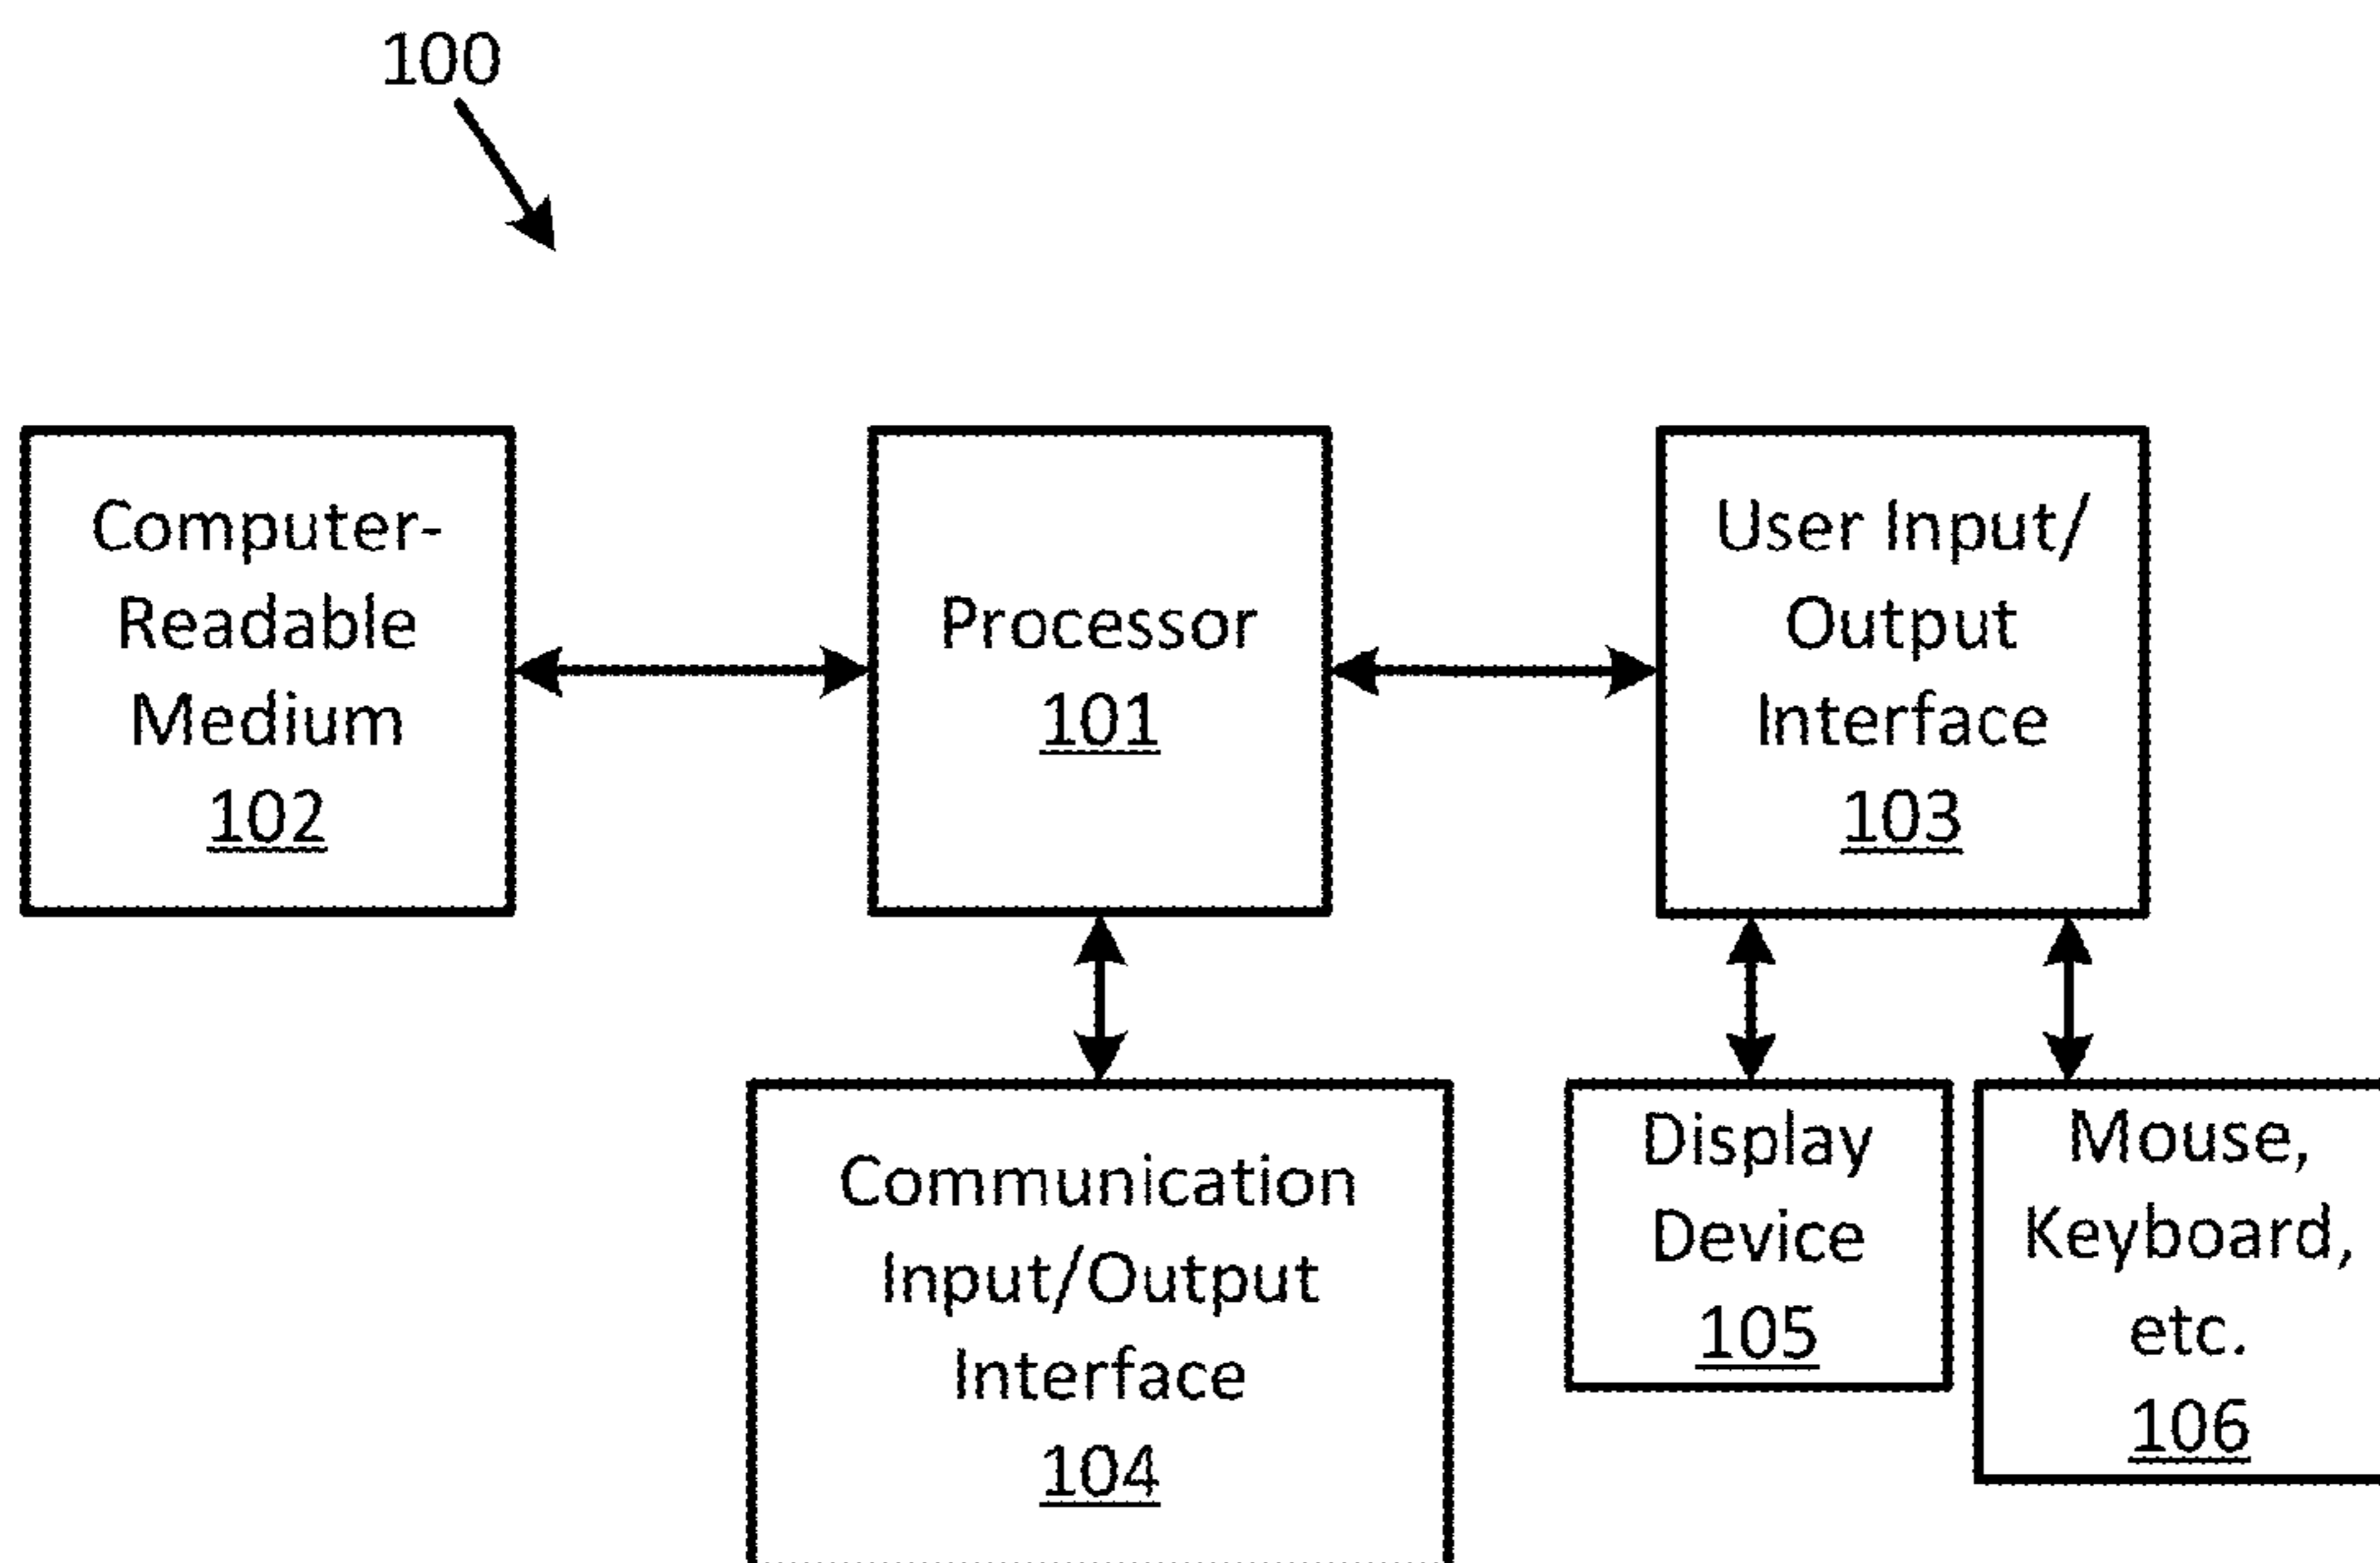 100
Computer-
Readable
Medium
102
Processor
101
User Input/
Output
Interface
103
Communication
Input/Output
Interface
104
Display
Device
105
Mouse,
Keyboard,
etc.
106